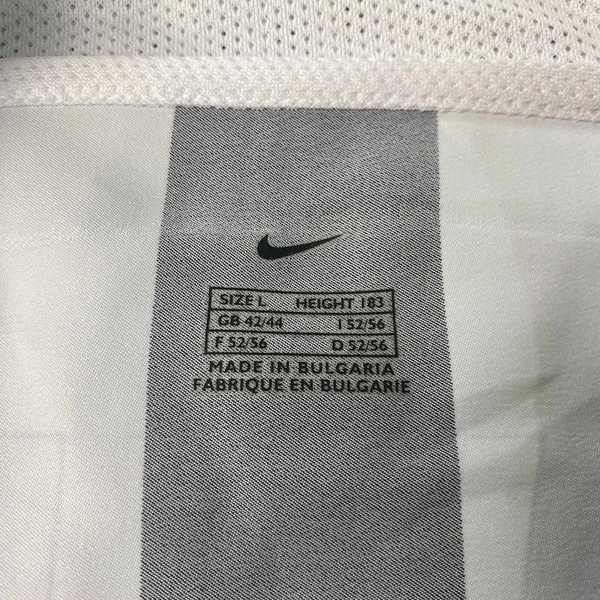 SIZE L HEIGHT 183
GB 42/44 I 52/56
F 52/56 D 52/56
MADE IN BULGARIA
FABRIQUE EN BULGARIE